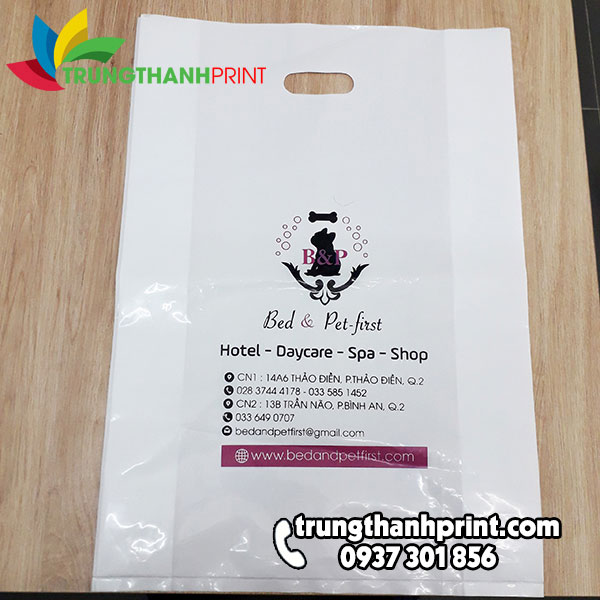 TRUNGTHANHPRINT
B&P
Bed & Pet-first
Hotel - Daycare - Spa - Shop
CN1 : 14A6 THẢO ĐIỀN, P.THẢO ĐIỀN, Q.2
028 3744 4178 - 033 585 1452
CN2 : 13B TRẦN NÃO, P.BÌNH AN, Q.2
033 649 0707
bedandpetfirst@gmail.com
www.bedandpetfirst.com
trungthanhprint.com
0937 301 856